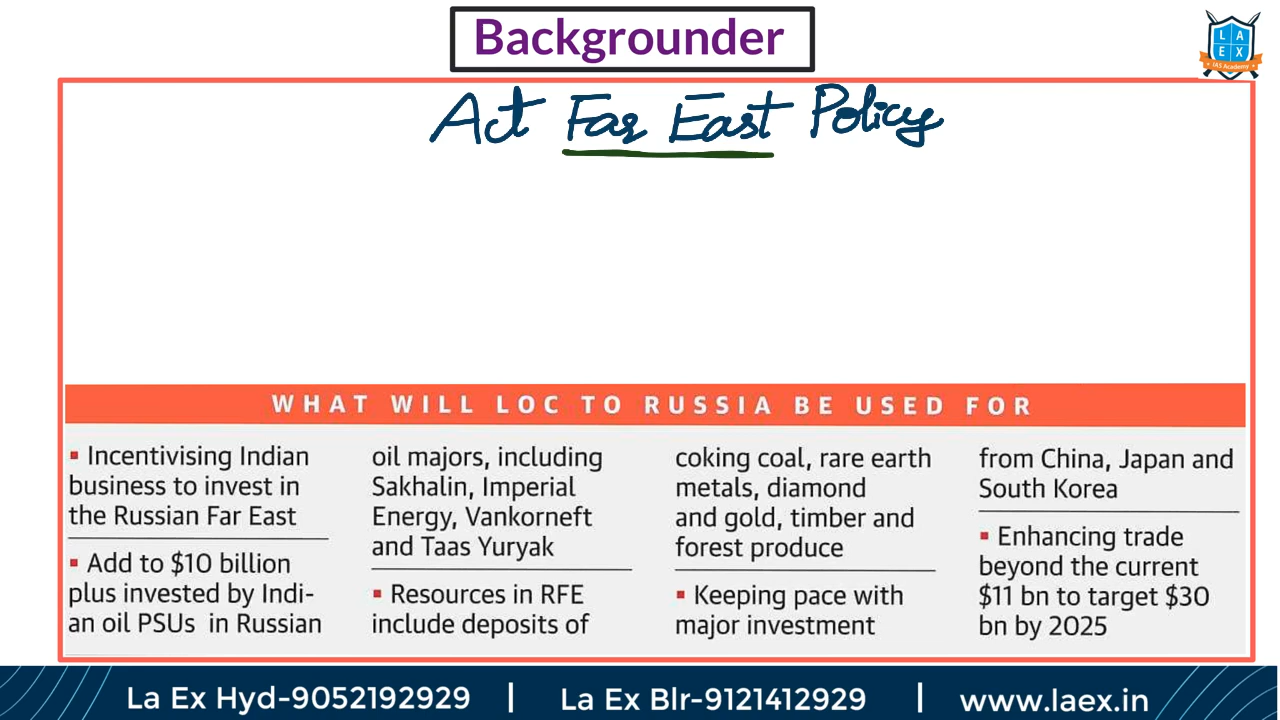 Backgrounder
L A
E X
IAS Academy
Act Far East Policy
WHAT WILL LOC TO RUSSIA BE USED FOR
▪ Incentivising Indian
business to invest in
the Russian Far East
▪ Add to $10 billion
plus invested by Indi-
an oil PSUs in Russian
oil majors, including
Sakhalin, Imperial
Energy, Vankorneft
and Taas Yuryak
▪ Resources in RFE
include deposits of
coking coal, rare earth
metals, diamond
and gold, timber and
forest produce
▪ Keeping pace with
major investment
from China, Japan and
South Korea
▪ Enhancing trade
beyond the current
$11 bn to target $30
bn by 2025
La Ex Hyd-9052192929 | La Ex Blr-9121412929 | www.laex.in